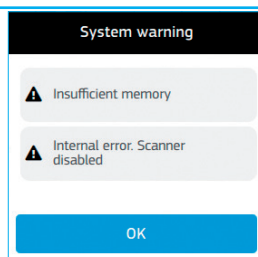 System warning
Insufficient memory
Internal error. Scanner
disabled
OK